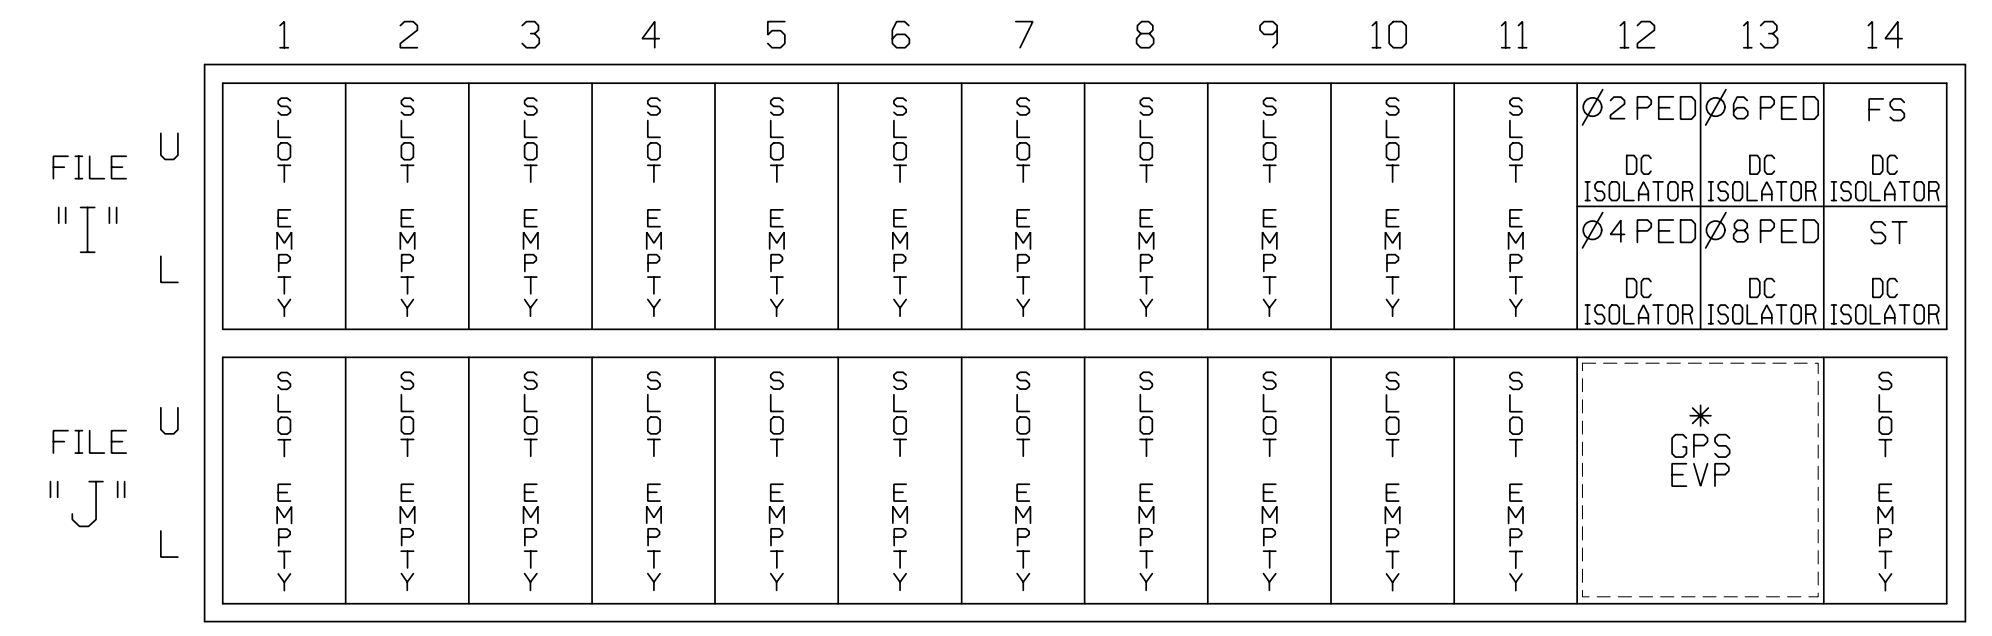 1 2 3 4 5 6 7 8 9 10 11 12 13 14
FILE "I"
U
L
SLOT EMPTY
SLOT EMPTY
SLOT EMPTY
SLOT EMPTY
SLOT EMPTY
SLOT EMPTY
SLOT EMPTY
SLOT EMPTY
SLOT EMPTY
SLOT EMPTY
SLOT EMPTY
Ø2 PED
DC
ISOLATOR
Ø6 PED
DC
ISOLATOR
FS
DC
ISOLATOR
Ø4 PED
DC
ISOLATOR
Ø8 PED
DC
ISOLATOR
ST
DC
ISOLATOR
FILE "J"
U
L
SLOT EMPTY
SLOT EMPTY
SLOT EMPTY
SLOT EMPTY
SLOT EMPTY
SLOT EMPTY
SLOT EMPTY
SLOT EMPTY
SLOT EMPTY
SLOT EMPTY
SLOT EMPTY
*
GPS
EVP
SLOT EMPTY